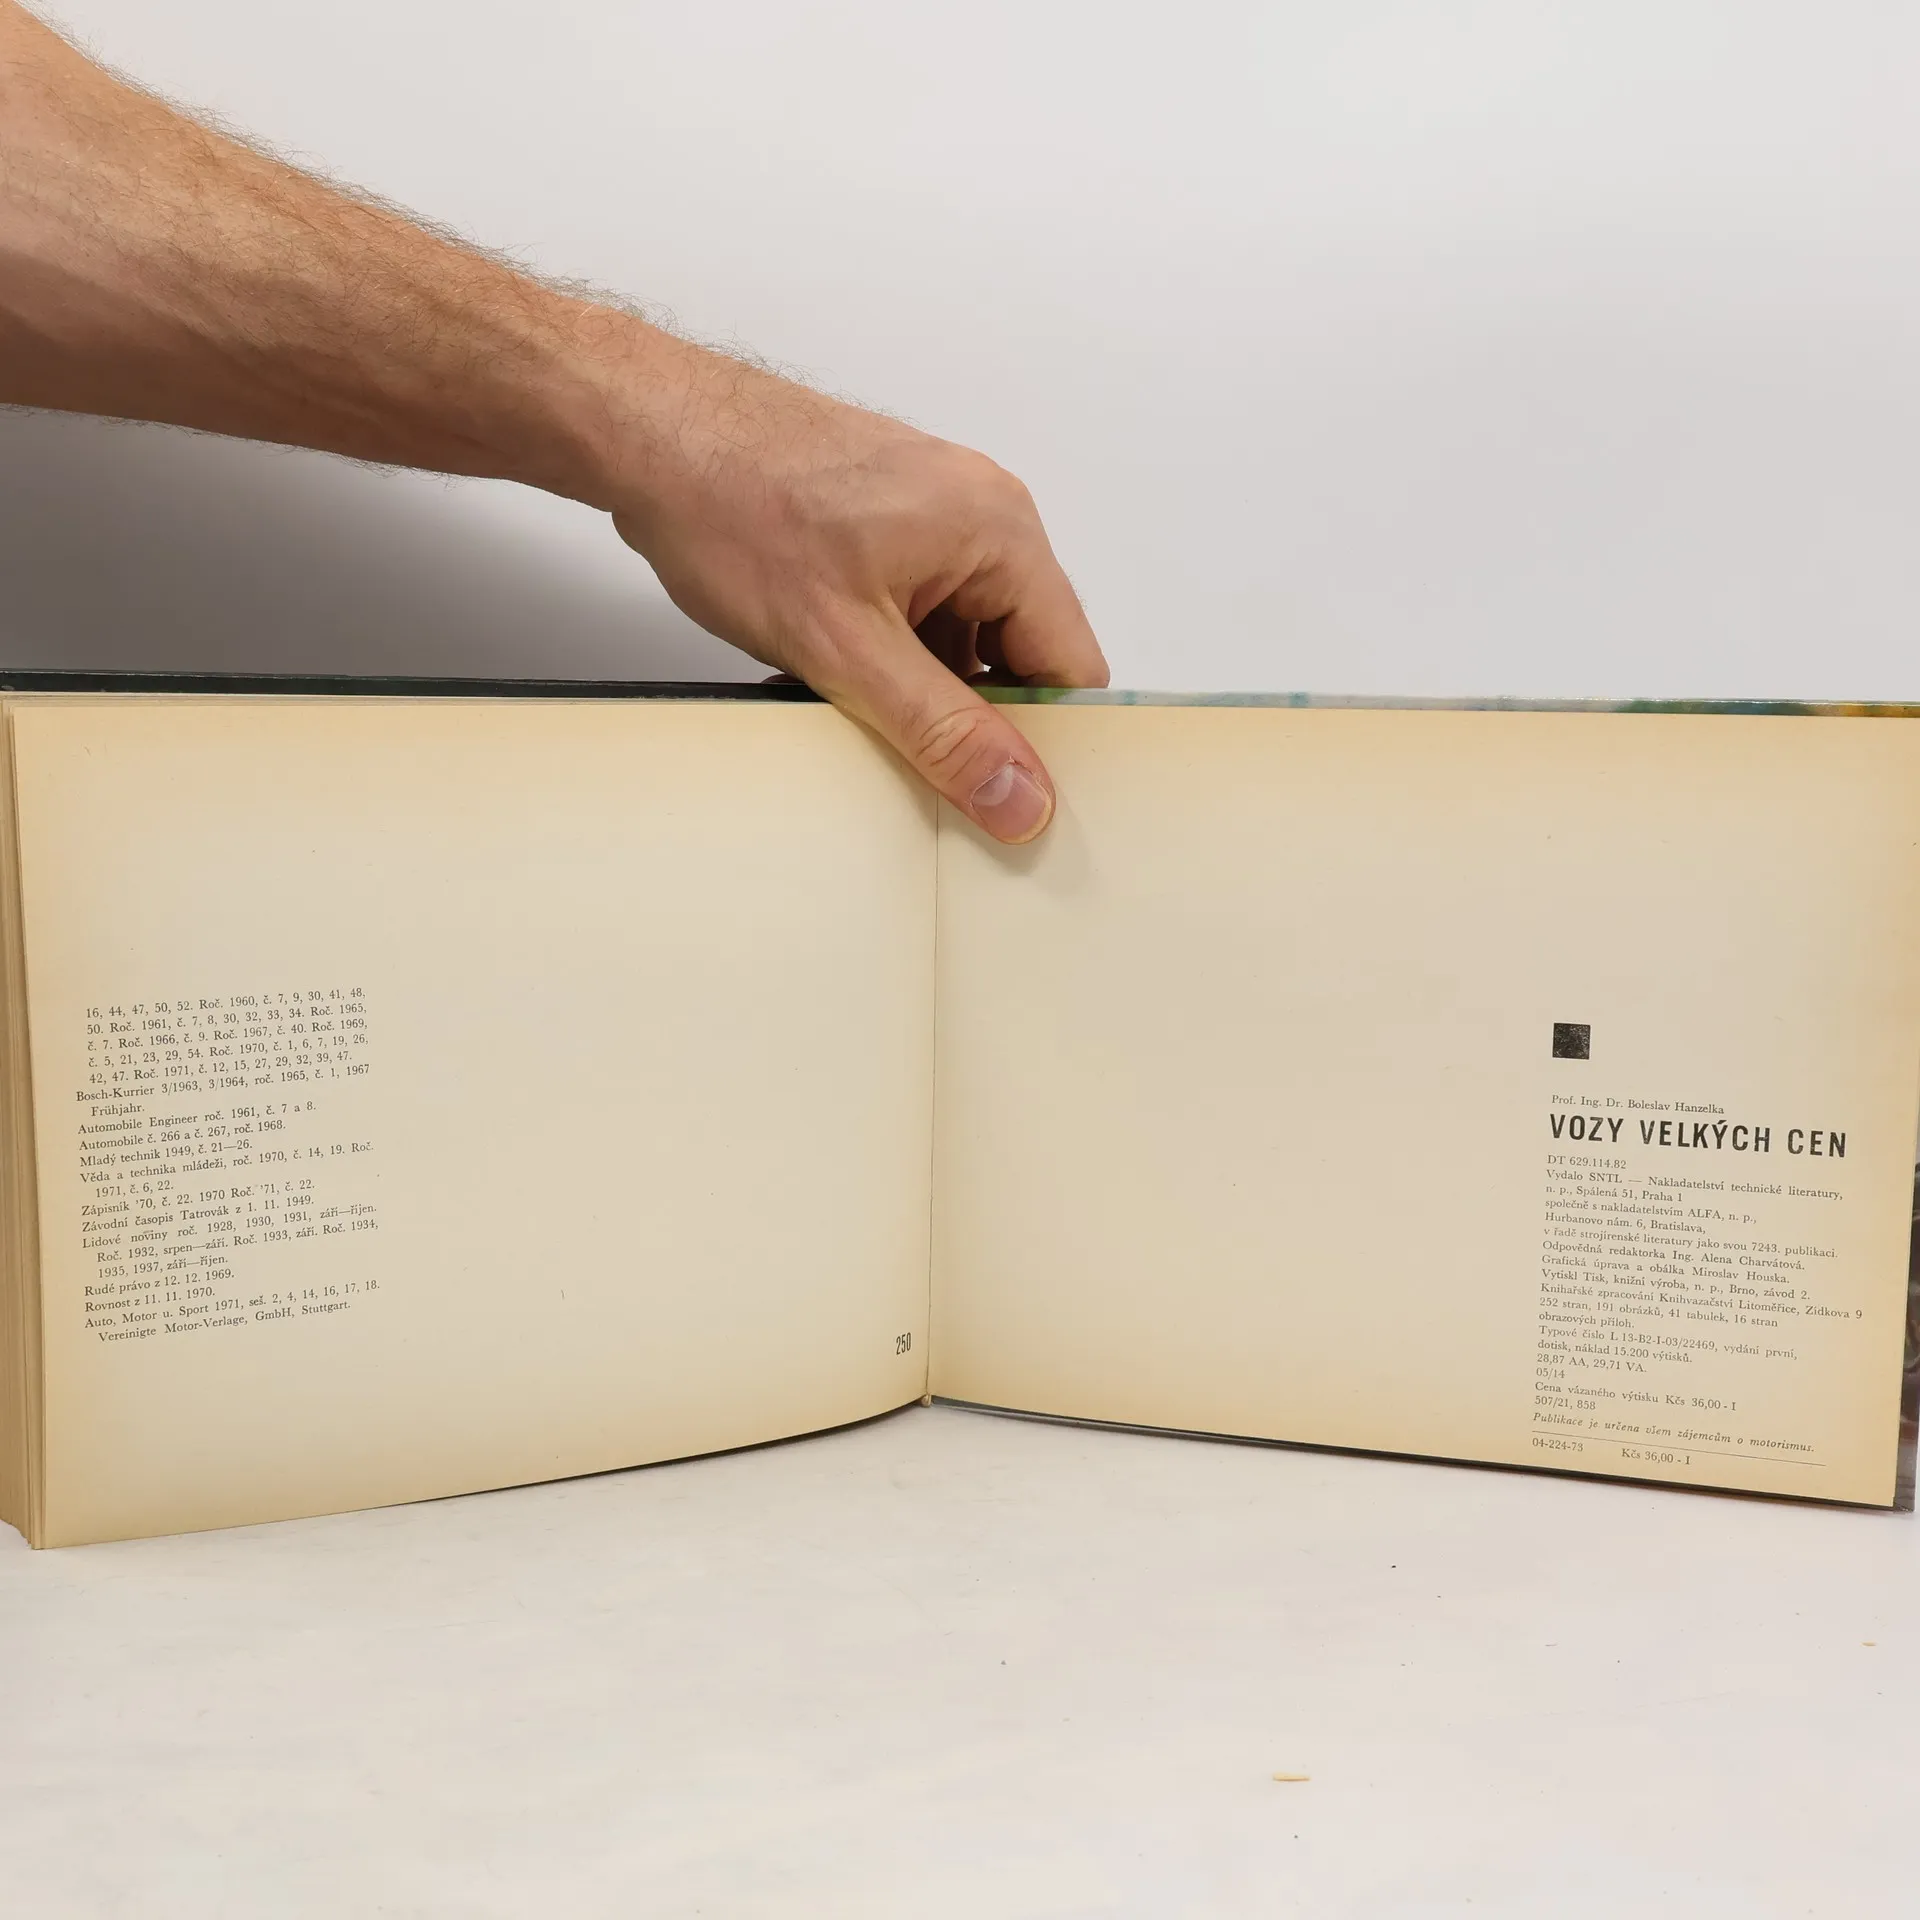 16, 44, 47, 50, 52. Roč. 1960, č. 7, 9, 30, 41, 48,
50. Roč. 1961, č. 7, 8, 30, 32, 33, 34. Roč. 1965,
č. 7. Roč. 1966, č. 9. Roč. 1967, č. 40. Roč. 1969,
č. 5, 21, 23, 29, 54. Roč. 1970, č. 1, 6, 7, 19, 26,
42, 47. Roč. 1971, č. 12, 15, 27, 29, 32, 39, 47.
Bosch-Kurrier 3/1963, 3/1964, roč. 1965, č. 1, 1967
Frühjahr.
Automobile Engineer roč. 1961, č. 7 a 8.
Automobile č. 266 a č. 267, roč. 1968.
Mladý technik 1949, č. 21—26.
Věda a technika mládeži, roč. 1970, č. 14, 19. Roč.
1971, č. 6, 22.
Zápisník '70, č. 22. 1970 Roč. '71, č. 22.
Závodní časopis Tatrovák z 1. 11. 1949.
Lidové noviny roč. 1928, 1930, 1931, září—říjen.
Roč. 1932, srpen—září. Roč. 1933, září. Roč. 1934,
1935, 1937, září—říjen.
Rudé právo z 12. 12. 1969.
Rovnost z 11. 11. 1970.
Auto, Motor u. Sport 1971, seš. 2, 4, 14, 16, 17, 18.
Vereinigte Motor-Verlage, GmbH, Stuttgart.
250
Prof. Ing. Dr. Boleslav Hanzelka
VOZY VELKÝCH CEN
DT 629.114.82
Vydalo SNTL — Nakladatelství technické literatury,
n. p., Spálená 51, Praha 1
společně s nakladatelstvím ALFA, n. p.,
Hurbanovo nám. 6, Bratislava,
v řadě strojírenské literatury jako svou 7243. publikaci.
Odpovědná redaktorka Ing. Alena Charvátová.
Grafická úprava a obálka Miroslav Houska.
Vytiskl Tisk, knižní výroba, n. p., Brno, závod 2.
Knihařské zpracování Knihvazačství Litoměřice, Zidkova 9
252 stran, 191 obrázků, 41 tabulek, 16 stran
obrazových příloh.
Typové číslo L 13-B2-I-03/22469, vydání první,
dotisk, náklad 15.200 výtisků.
28,87 AA, 29,71 VA.
05/14
Cena vázaného výtisku Kčs 36,00 - I
507/21, 858
Publikace je určena všem zájemcům o motorismus.
04-224-73 Kčs 36,00 - I